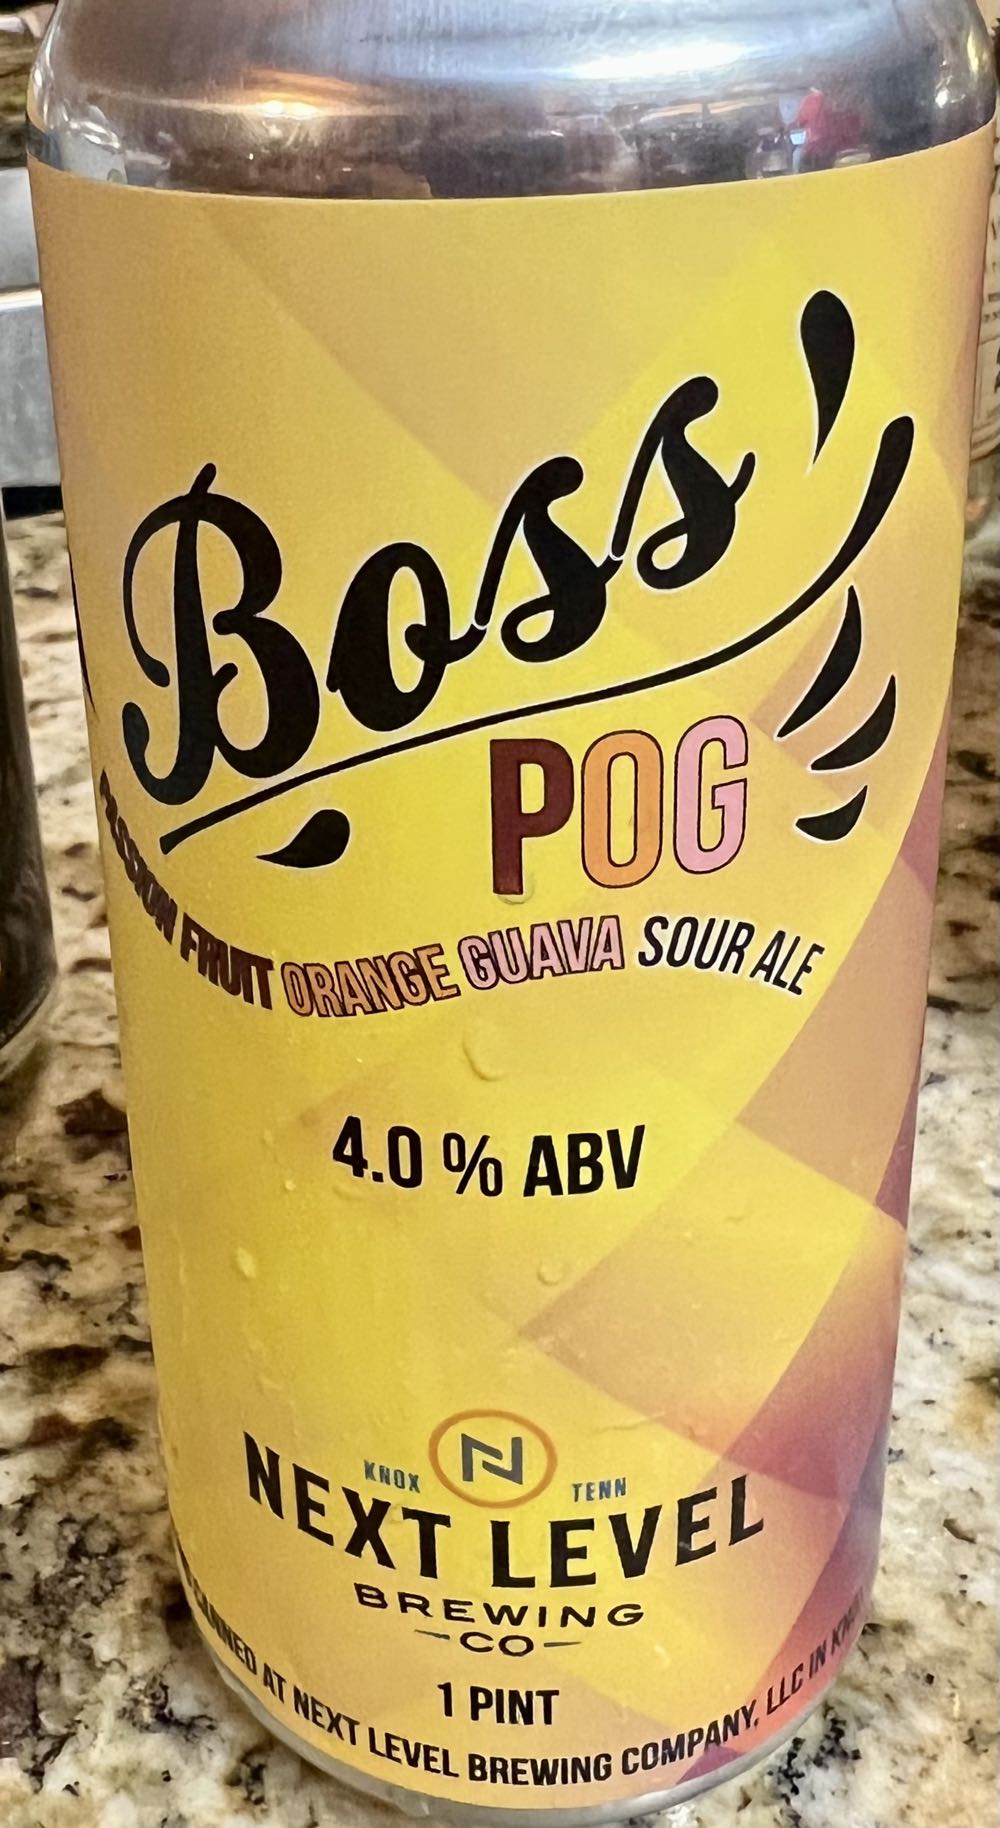 Boss'
POG
PASSION FRUIT ORANGE GUAVA SOUR ALE
4.0 % ABV
N
KNOX TENN
NEXT LEVEL
BREWING
CO
1 PINT
CANNED AT NEXT LEVEL BREWING COMPANY, LLC IN